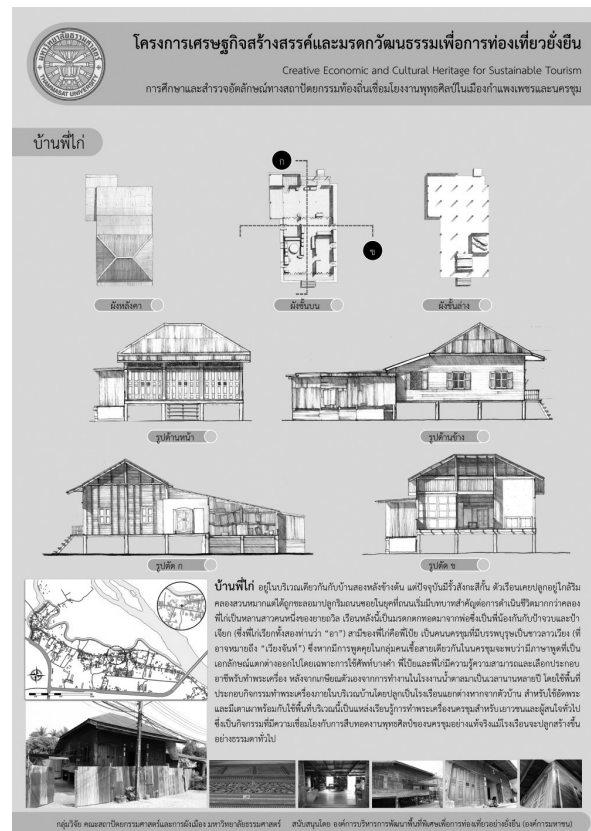 โครงการเศรษฐกิจสร้างสรรค์และมรดกวัฒนธรรมเพื่อการท่องเที่ยวยั่งยืน
Creative Economic and Cultural Heritage for Sustainable Tourism
การศึกษาและสำรวจอัตลักษณ์ทางสถาปัตยกรรมท้องถิ่นเชื่อมโยงงานพุทธศิลป์ในเมืองกำแพงเพชรและนครชุม
มหาวิทยาลัยธรรมศาสตร์
THAMMASAT UNIVERSITY
บ้านพี่ไก่
ก
ข
ผังหลังคา
ผังชั้นบน
ผังชั้นล่าง
รูปด้านหน้า
รูปด้านข้าง
รูปตัด ก
รูปตัด ข
บ้านพี่ไก่ อยู่ในบริเวณเดียวกันกับบ้านสองหลังข้างต้น แต่ปัจจุบันมีรั้วสังกะสีกั้น ตัวเรือนเคยปลูกอยู่ใกล้ริม
คลองสวนหมากแต่ได้ถูกชะลอมาปลูกริมถนนซอยในยุคที่ถนนเริ่มมีบทบาทสำคัญต่อการดำเนินชีวิตมากกว่าคลอง
พี่ไก่เป็นหลานสาวคนหนึ่งของยายถวิล เรือนหลังนี้เป็นมรดกตกทอดมาจากพ่อซึ่งเป็นพี่น้องกันกับป้าจวบและป้า
เจียก (ซึ่งพี่ไก่เรียกทั้งสองท่านว่า "อา") สามีของพี่ไก่คือพี่เปี๊ย เป็นคนนครชุมที่มีบรรพบุรุษเป็นชาวลาวเวียง (ที่
อาจหมายถึง "เวียงจันท์") ซึ่งหากมีการพูดคุยในกลุ่มคนเชื้อสายเดียวกันในนครชุมจะพบว่ามีภาษาพูดที่เป็น
เอกลักษณ์แตกต่างออกไปโดยเฉพาะการใช้ศัพท์บางคำ พี่เปี๊ยและพี่ไก่มีความรู้ความสามารถและเลือกประกอบ
อาชีพรับทำพระเครื่อง หลังจากเกษียณตัวเองจากการทำงานในโรงงานน้ำตาลมาเป็นเวลานานหลายปี โดยใช้พื้นที่
ประกอบกิจกรรมทำพระเครื่องภายในบริเวณบ้านโดยปลูกเป็นโรงเรือนแยกต่างหากจากตัวบ้าน สำหรับใช้อัดพระ
และมีเตาเผาพร้อมกับใช้พื้นที่บริเวณนี้เป็นแหล่งเรียนรู้การทำพระเครื่องนครชุมสำหรับเยาวชนและผู้สนใจทั่วไป
ซึ่งเป็นกิจกรรมที่มีความเชื่อมโยงกับการสืบทอดงานพุทธศิลป์ของนครชุมอย่างแท้จริงแม้โรงเรือนจะปลูกสร้างขึ้น
อย่างธรรมดาทั่วไป
กลุ่มวิจัย คณะสถาปัตยกรรมศาสตร์และการผังเมือง มหาวิทยาลัยธรรมศาสตร์ สนับสนุนโดย องค์การบริหารการพัฒนาพื้นที่พิเศษเพื่อการท่องเที่ยวอย่างยั่งยืน (องค์การมหาชน)